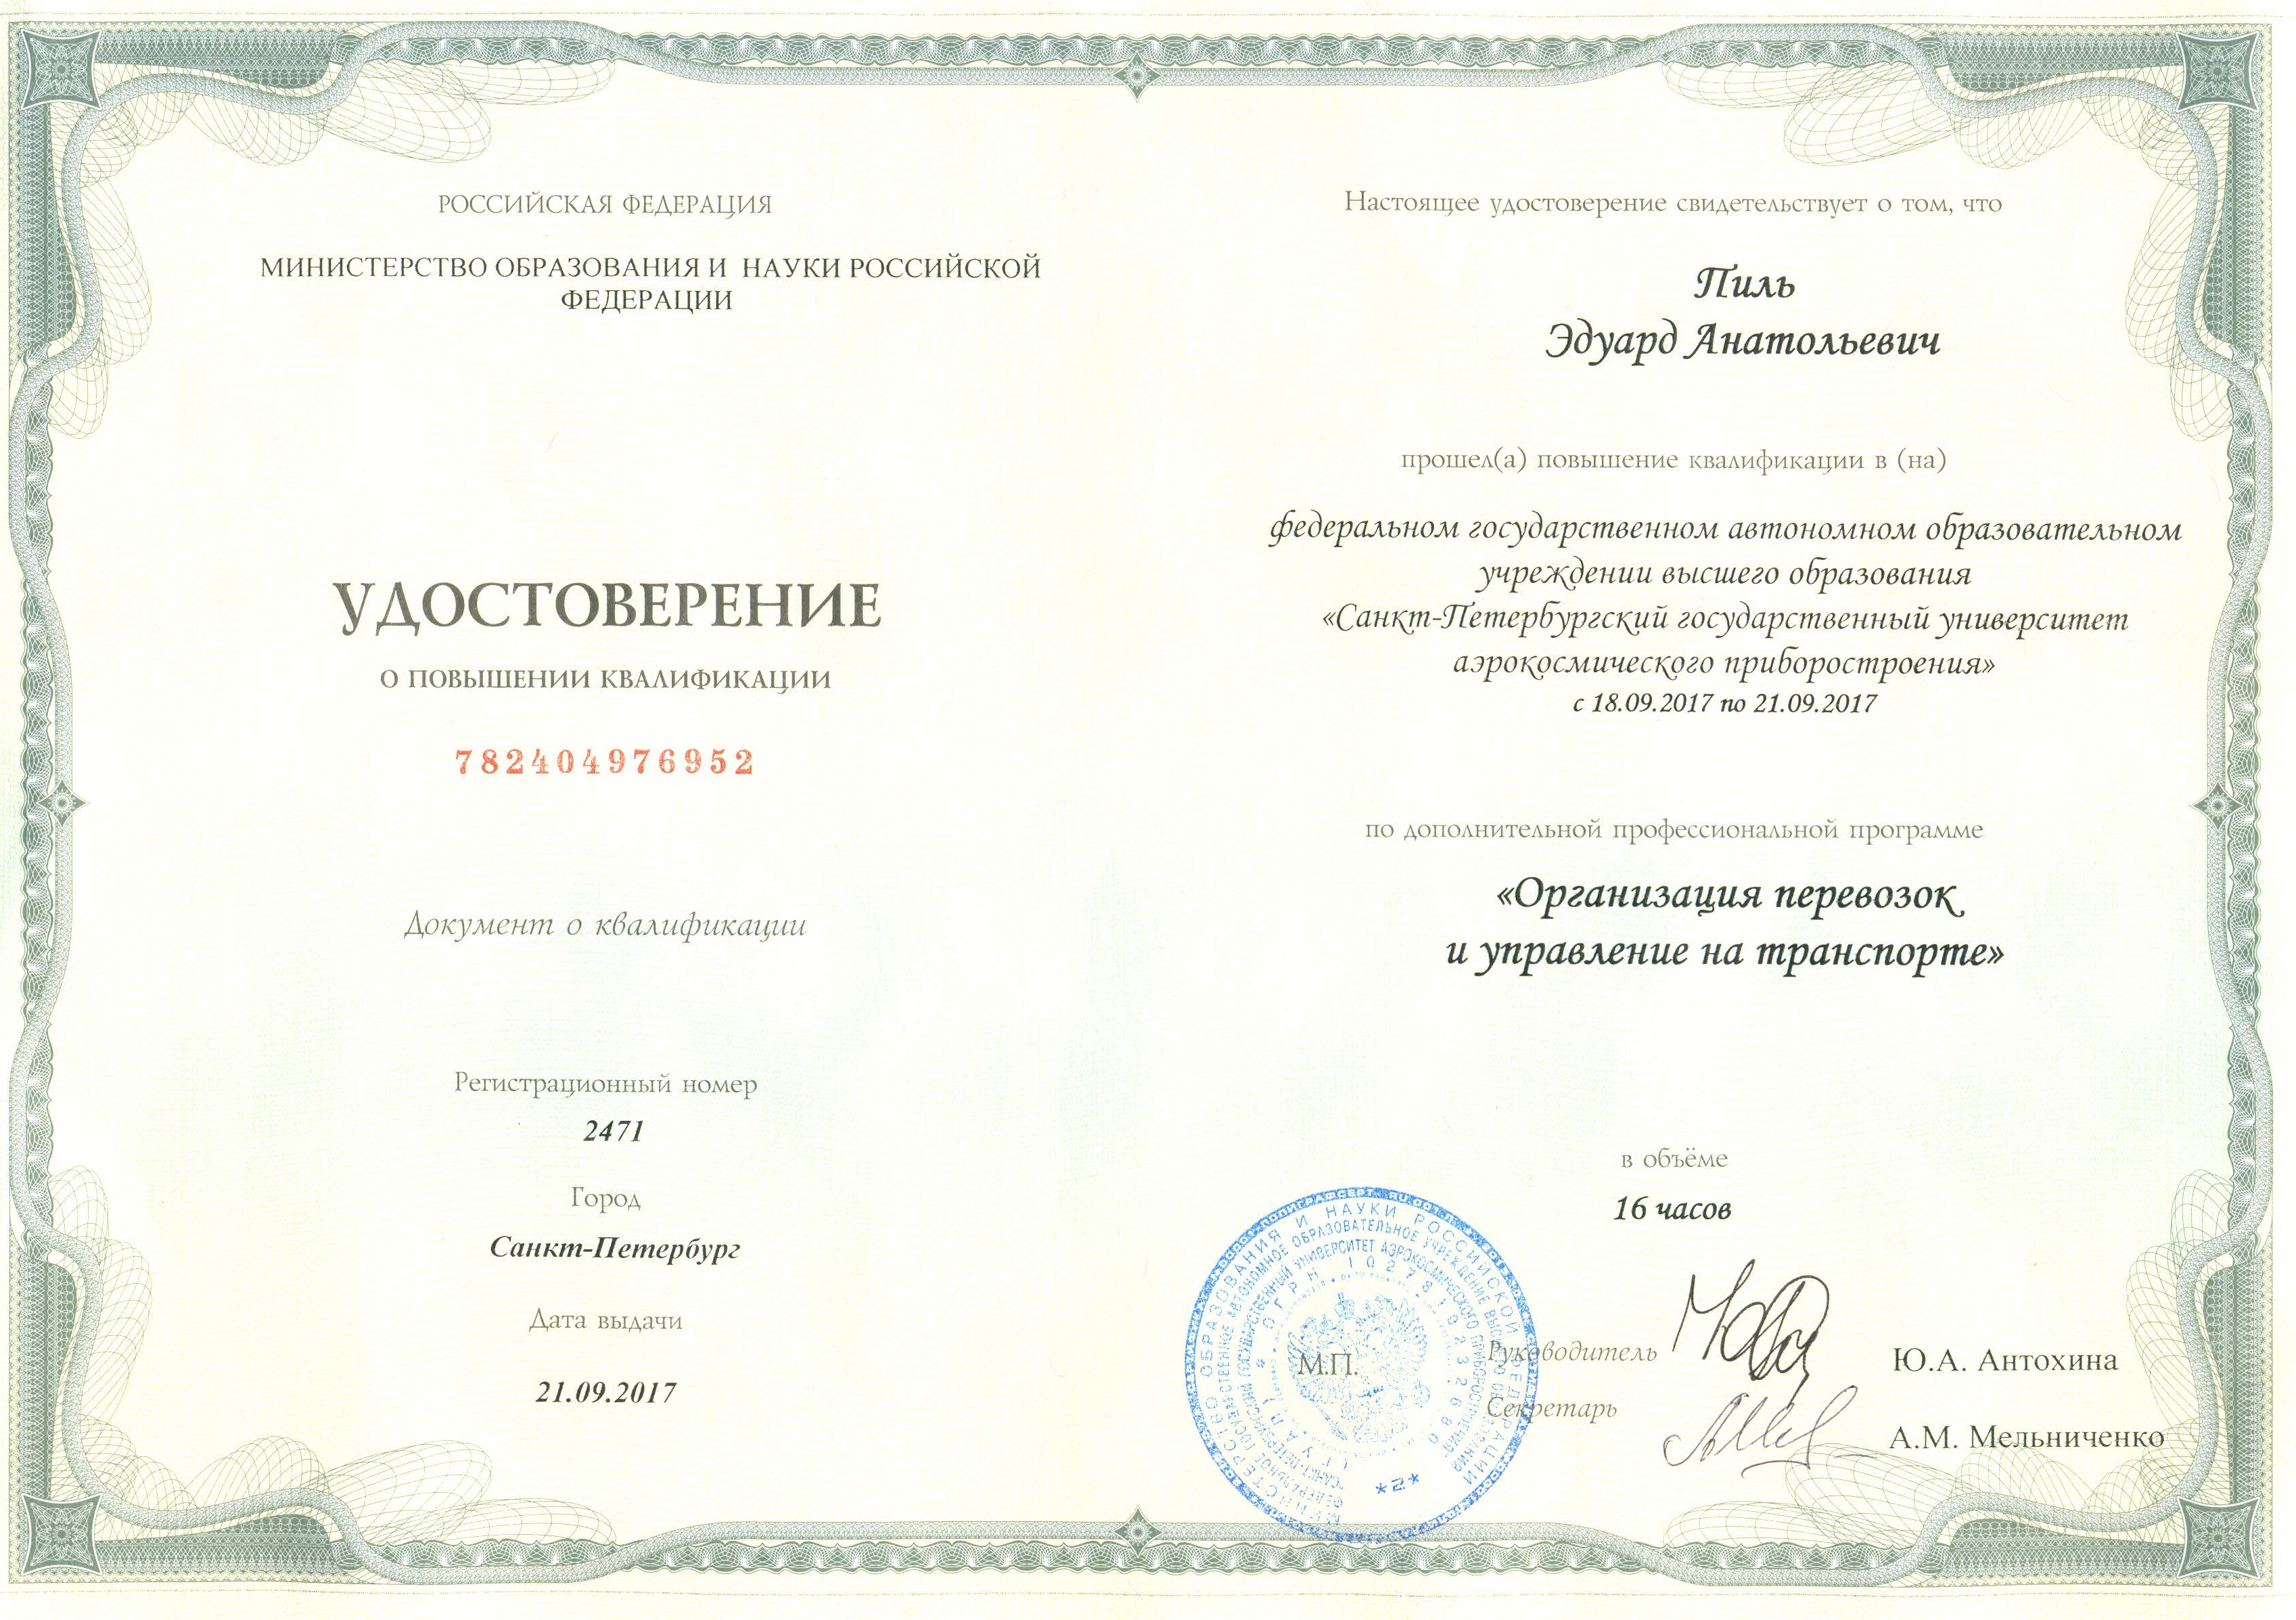 РОССИЙСКАЯ ФЕДЕРАЦИЯ
МИНИСТЕРСТВО ОБРАЗОВАНИЯ И НАУКИ РОССИЙСКОЙ
ФЕДЕРАЦИИ
УДОСТОВЕРЕНИЕ
О ПОВЫШЕНИИ КВАЛИФИКАЦИИ
782404976952
Документ о квалификации
Регистрационный номер
2471
Город
Санкт-Петербург
Дата выдачи
21.09.2017
Настоящее удостоверение свидетельствует о том, что
Пиль
Эдуард Анатольевич
прошел(а) повышение квалификации в (на)
федеральном государственном автономном образовательном
учреждении высшего образования
«Санкт-Петербургский государственный университет
аэрокосмического приборостроения»
с 18.09.2017 по 21.09.2017
по дополнительной профессиональной программе
«Организация перевозок
и управление на транспорте»
в объёме
16 часов
М.П.
Руководитель
Ю.А. Антохина
Секретарь
А.М. Мельниченко
МИНИСТЕРСТВО ОБРАЗОВАНИЯ И НАУКИ РОССИЙСКОЙ ФЕДЕРАЦИИ
ФЕДЕРАЛЬНОЕ ГОСУДАРСТВЕННОЕ АВТОНОМНОЕ ОБРАЗОВАТЕЛЬНОЕ УЧРЕЖДЕНИЕ ВЫСШЕГО ОБРАЗОВАНИЯ
САНКТ-ПЕТЕРБУРГСКИЙ ГОСУДАРСТВЕННЫЙ УНИВЕРСИТЕТ АЭРОКОСМИЧЕСКОГО ПРИБОРОСТРОЕНИЯ
*2*